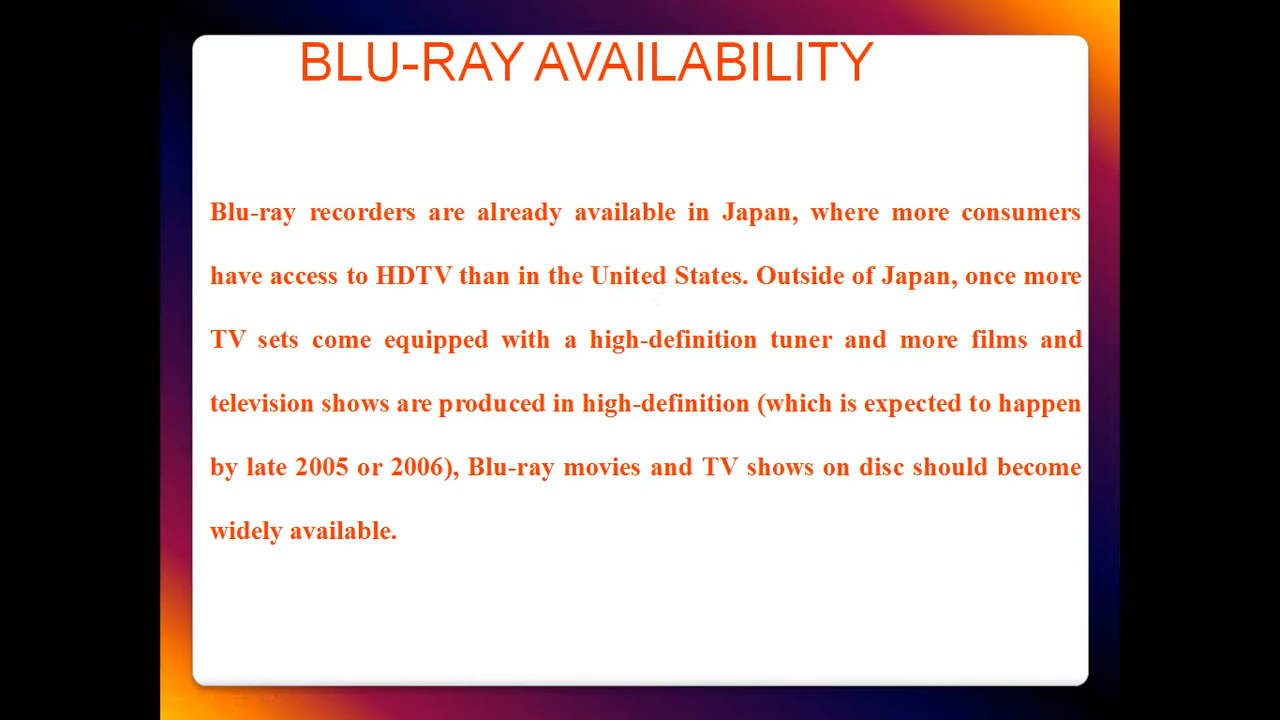 BLU-RAY AVAILABILITY
Blu-ray recorders are already available in Japan, where more consumers
have access to HDTV than in the United States. Outside of Japan, once more
TV sets come equipped with a high-definition tuner and more films and
television shows are produced in high-definition (which is expected to happen
by late 2005 or 2006), Blu-ray movies and TV shows on disc should become
widely available.